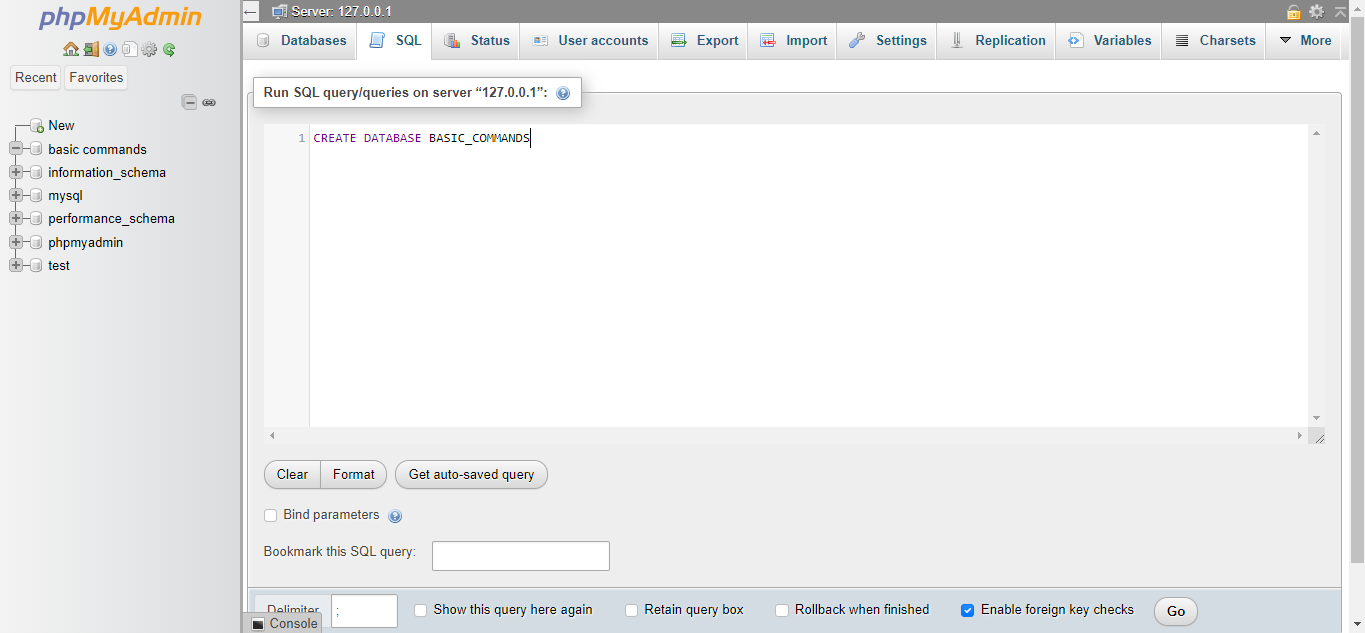 phpMyAdmin
Recent Favorites
New
basic commands
information_schema
mysql
performance_schema
phpmyadmin
test
Server: 127.0.0.1
Databases SQL Status User accounts Export Import Settings Replication Variables Charsets More
Run SQL query/queries on server “127.0.0.1”:
1 CREATE DATABASE BASIC_COMMANDS
Clear Format Get auto-saved query
Bind parameters
Bookmark this SQL query:
Delimiter ; Show this query here again Retain query box Rollback when finished Enable foreign key checks Go
Console